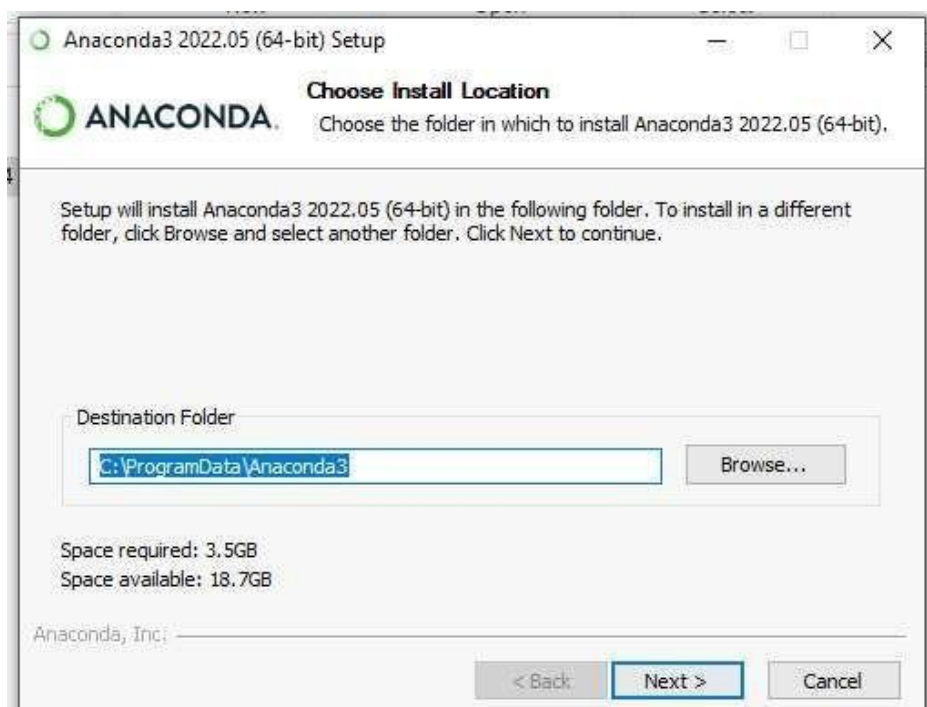 Anaconda3 2022.05 (64-bit) Setup
ANACONDA.
Choose Install Location
Choose the folder in which to install Anaconda3 2022.05 (64-bit).
Setup will install Anaconda3 2022.05 (64-bit) in the following folder. To install in a different
folder, click Browse and select another folder. Click Next to continue.
Destination Folder
C:\ProgramData\Anaconda3
Browse...
Space required: 3.5GB
Space available: 18.7GB
Anaconda, Inc.
< Back
Next >
Cancel